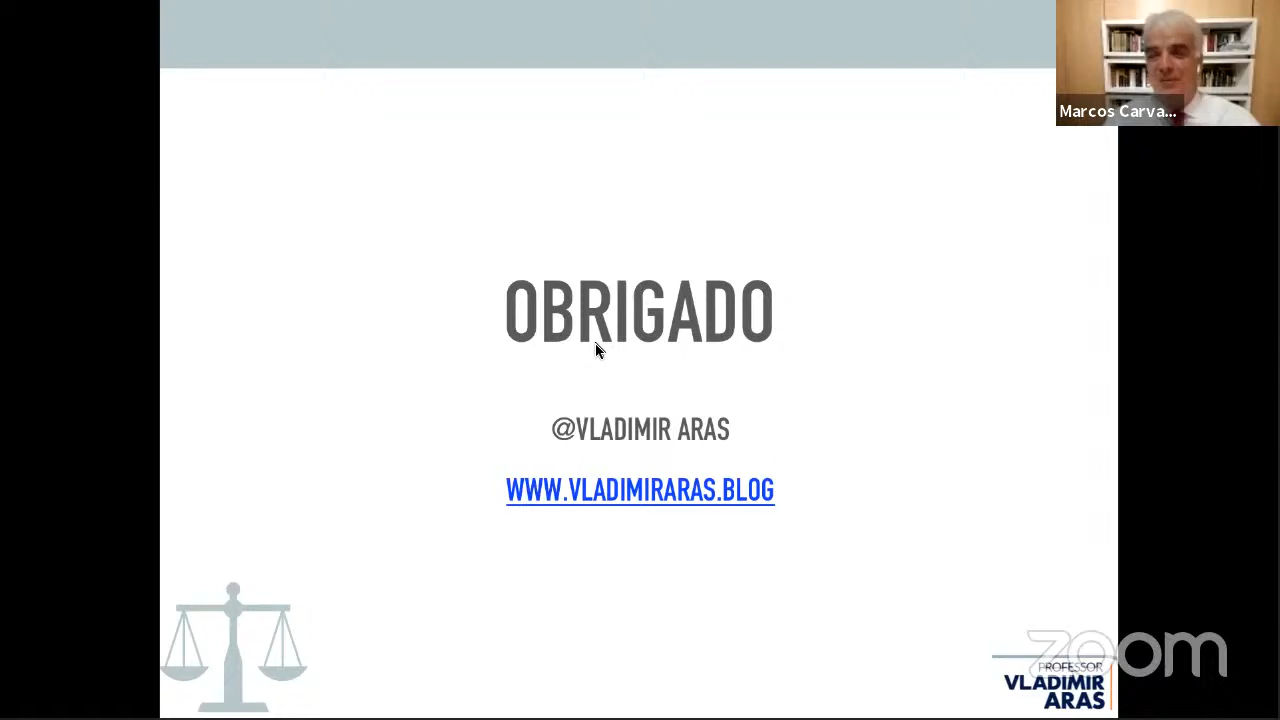 Marcos Carva...
OBRIGADO
@VLADIMIR ARAS
WWW.VLADIMIRARAS.BLOG
zoom
PROFESSOR
VLADIMIR
ARAS